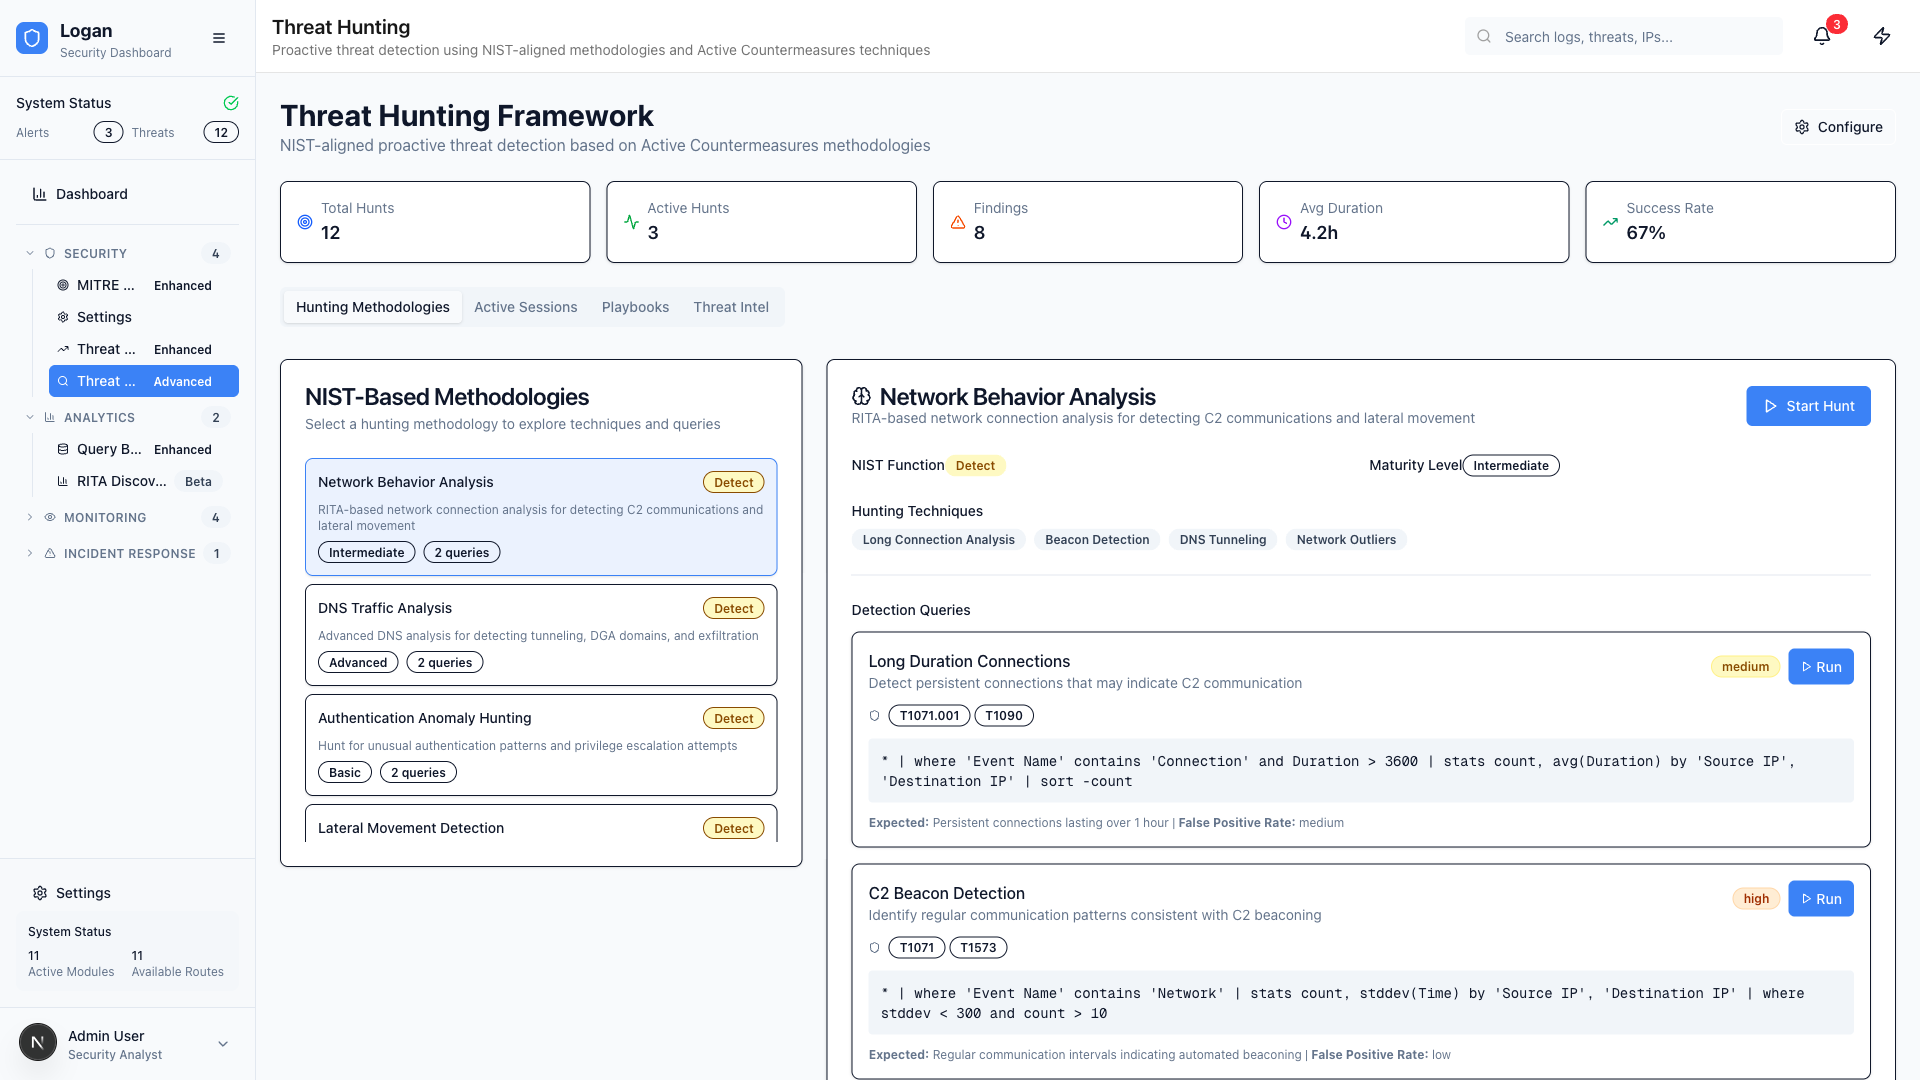 Logan
Security Dashboard
System Status
Alerts 3 Threats 12
Dashboard
SECURITY 4
MITRE ... Enhanced
Settings
Threat ... Enhanced
Threat ... Advanced
ANALYTICS 2
Query B... Enhanced
RITA Discov... Beta
MONITORING 4
INCIDENT RESPONSE 1
Settings
System Status
11 11
Active Modules Available Routes
N
Admin User
Security Analyst
Threat Hunting
Proactive threat detection using NIST-aligned methodologies and Active Countermeasures techniques
Search logs, threats, IPs...
3
Threat Hunting Framework
NIST-aligned proactive threat detection based on Active Countermeasures methodologies
Configure
Total Hunts
12
Active Hunts
3
Findings
8
Avg Duration
4.2h
Success Rate
67%
Hunting Methodologies Active Sessions Playbooks Threat Intel
NIST-Based Methodologies
Select a hunting methodology to explore techniques and queries
Network Behavior Analysis Detect
RITA-based network connection analysis for detecting C2 communications and
lateral movement
Intermediate 2 queries
DNS Traffic Analysis Detect
Advanced DNS analysis for detecting tunneling, DGA domains, and exfiltration
Advanced 2 queries
Authentication Anomaly Hunting Detect
Hunt for unusual authentication patterns and privilege escalation attempts
Basic 2 queries
Lateral Movement Detection Detect
Network Behavior Analysis
RITA-based network connection analysis for detecting C2 communications and lateral movement
Start Hunt
NIST Function Detect Maturity Level Intermediate
Hunting Techniques
Long Connection Analysis Beacon Detection DNS Tunneling Network Outliers
Detection Queries
Long Duration Connections
Detect persistent connections that may indicate C2 communication
medium Run
T1071.001 T1090
* | where 'Event Name' contains 'Connection' and Duration > 3600 | stats count, avg(Duration) by 'Source IP',
'Destination IP' | sort -count
Expected: Persistent connections lasting over 1 hour | False Positive Rate: medium
C2 Beacon Detection
Identify regular communication patterns consistent with C2 beaconing
high Run
T1071 T1573
* | where 'Event Name' contains 'Network' | stats count, stddev(Time) by 'Source IP', 'Destination IP' | where
stddev < 300 and count > 10
Expected: Regular communication intervals indicating automated beaconing | False Positive Rate: low